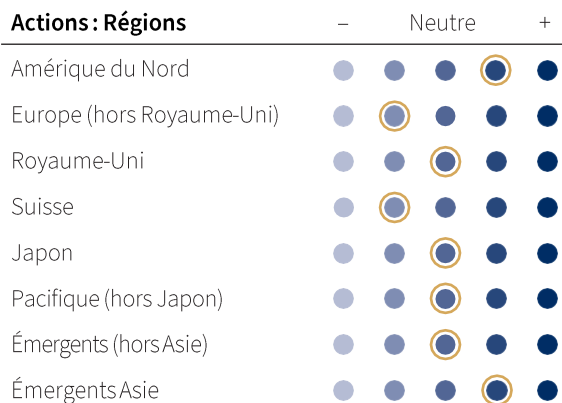 Actions : Régions – Neutre +
Amérique du Nord
Europe (hors Royaume-Uni)
Royaume-Uni
Suisse
Japon
Pacifique (hors Japon)
Émergents (hors Asie)
Émergents Asie